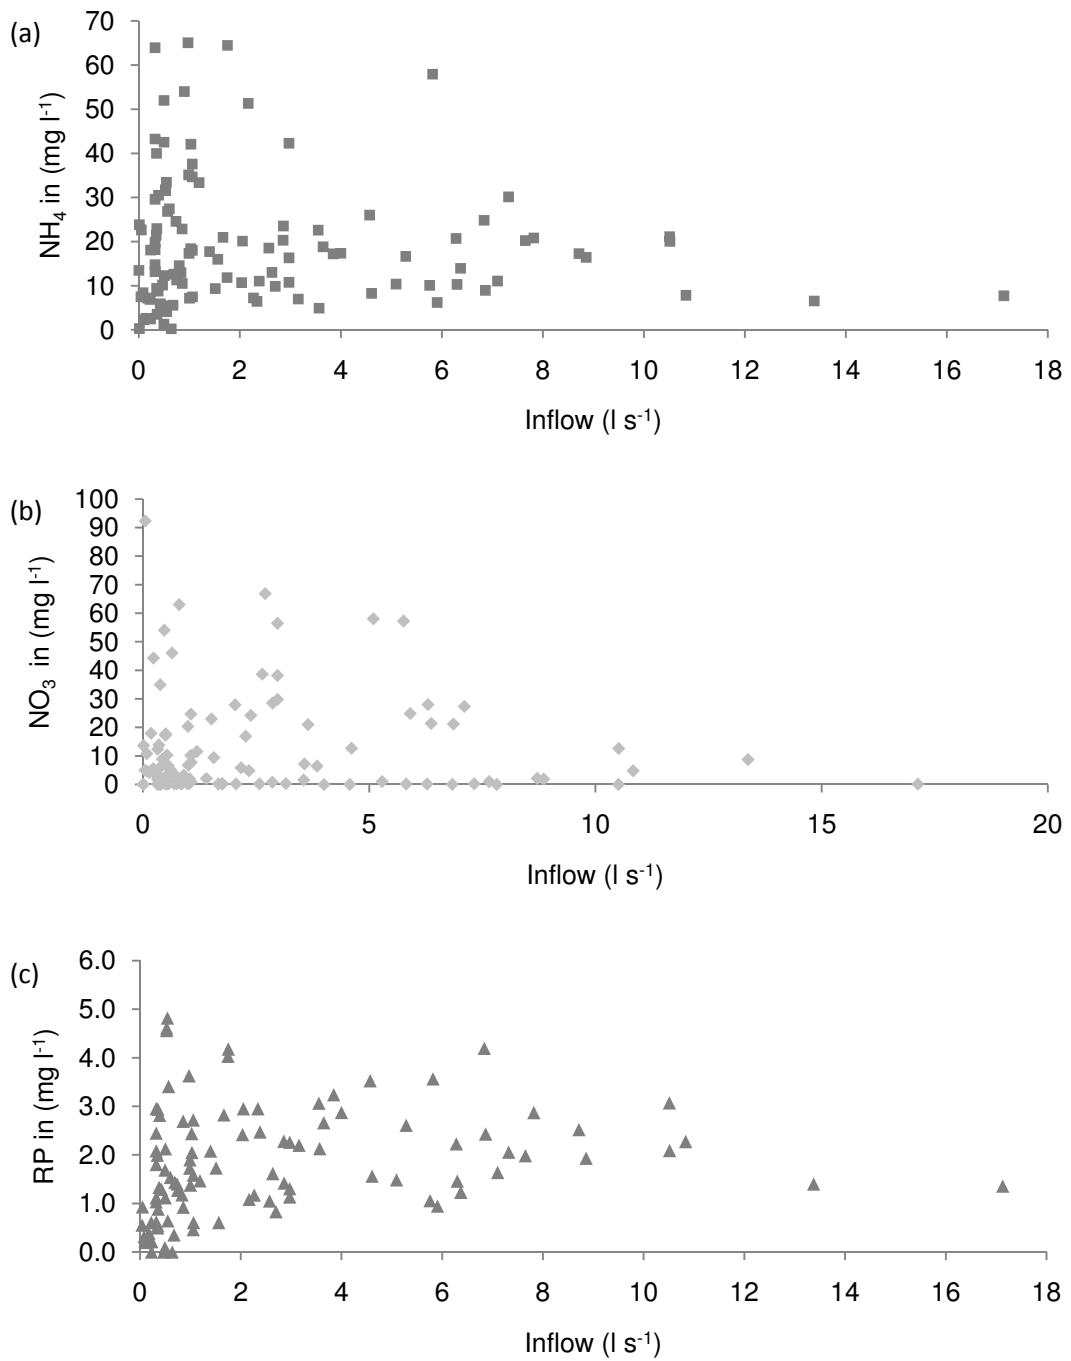 (a)
NH4 in (mg l-1)
70
60
50
40
30
20
10
0
0 2 4 6 8 10 12 14 16 18
Inflow (l s-1)
(b)
NO3 in (mg l-1)
100
90
80
70
60
50
40
30
20
10
0
0 5 10 15 20
Inflow (l s-1)
(c)
RP in (mg l-1)
6.0
5.0
4.0
3.0
2.0
1.0
0.0
0 2 4 6 8 10 12 14 16 18
Inflow (l s-1)